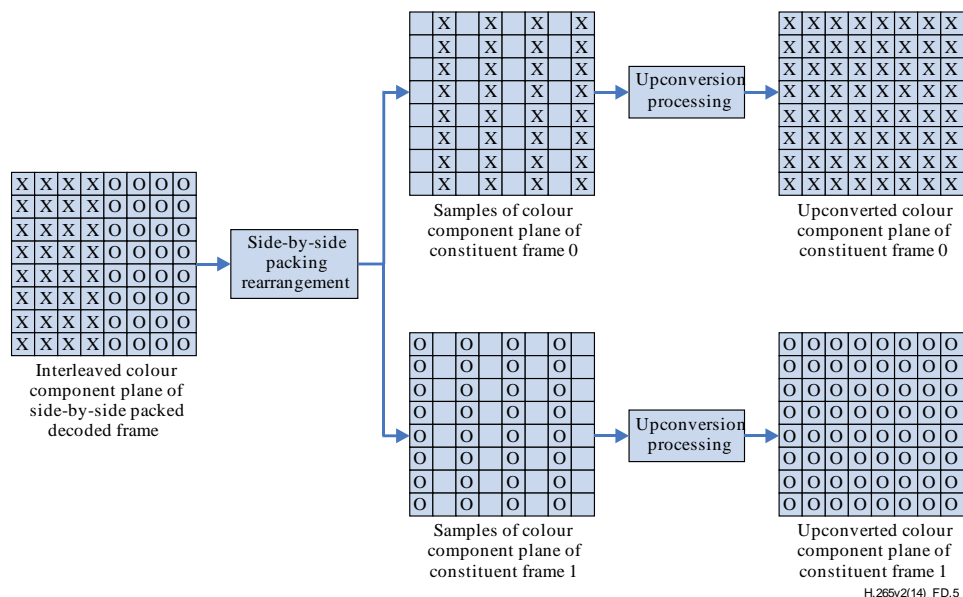 X X X X
X X X X
X X X X
X X X X
X X X X
X X X X
X X X X
X X X X
Samples of colour
component plane of
constituent frame 0
Upconversion
processing
X X X X X X X X
X X X X X X X X
X X X X X X X X
X X X X X X X X
X X X X X X X X
X X X X X X X X
X X X X X X X X
X X X X X X X X
Upconverted colour
component plane of
constituent frame 0
X X X X O O O O
X X X X O O O O
X X X X O O O O
X X X X O O O O
X X X X O O O O
X X X X O O O O
X X X X O O O O
X X X X O O O O
Interleaved colour
component plane of
side-by-side packed
decoded frame
Side-by-side
packing
rearrangement
O O O O
O O O O
O O O O
O O O O
O O O O
O O O O
O O O O
O O O O
Samples of colour
component plane of
constituent frame 1
Upconversion
processing
O O O O O O O O
O O O O O O O O
O O O O O O O O
O O O O O O O O
O O O O O O O O
O O O O O O O O
O O O O O O O O
O O O O O O O O
Upconverted colour
component plane of
constituent frame 1
H.265v2(14)_FD.5